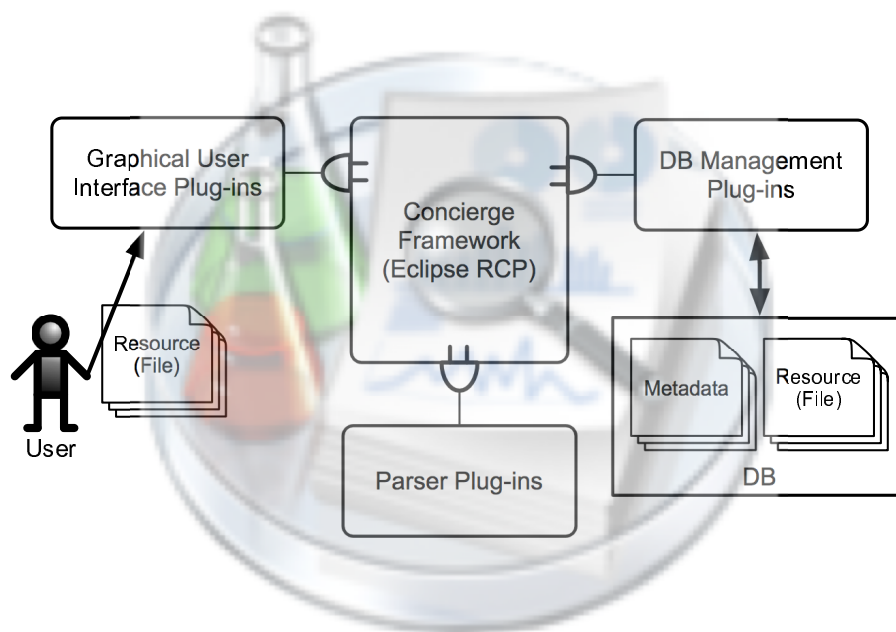 Graphical User
Interface Plug-ins
Concierge
Framework
(Eclipse RCP)
DB Management
Plug-ins
Resource
(File)
User
Parser Plug-ins
Metadata
Resource
(File)
DB